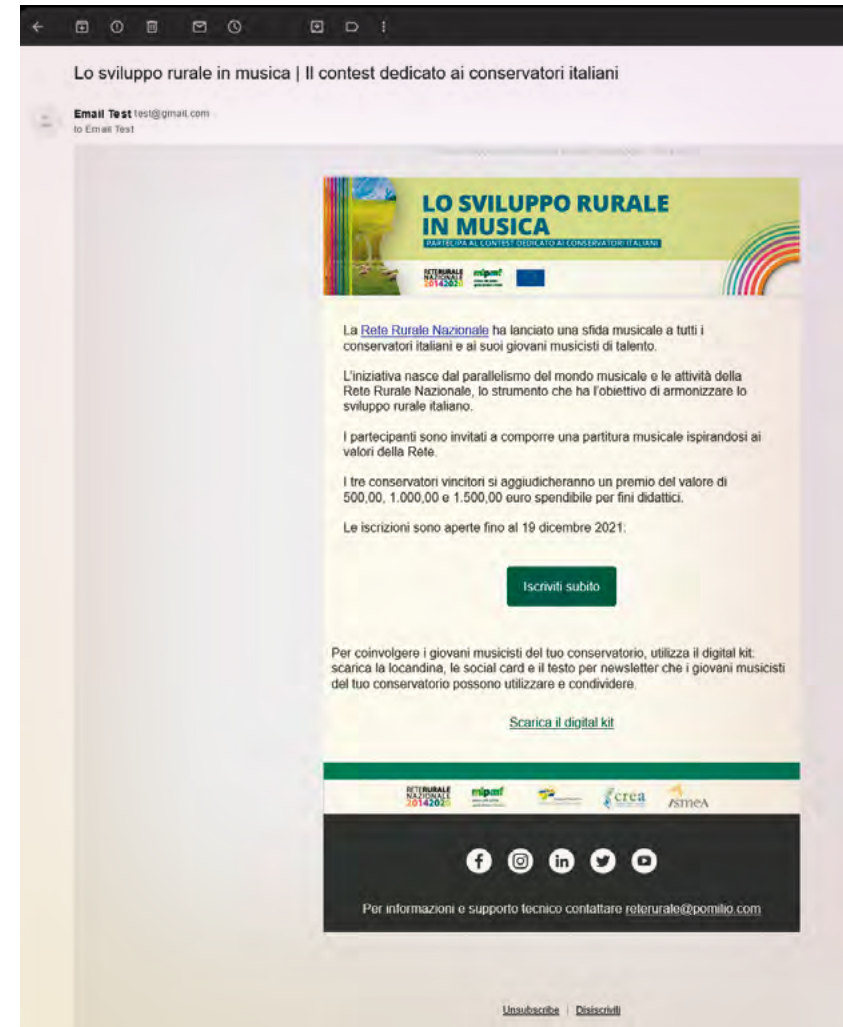 Lo sviluppo rurale in musica | Il contest dedicato ai conservatori italiani
Email Test test@gmail.com
to Email Test
LO SVILUPPO RURALE
IN MUSICA
PARTECIPA AL CONTEST DEDICATO AI CONSERVATORI ITALIANI
RETERURALE
NAZIONALE
20142020
mipaaf
La Rete Rurale Nazionale ha lanciato una sfida musicale a tutti i
conservatori italiani e ai suoi giovani musicisti di talento.
L'iniziativa nasce dal parallelismo del mondo musicale e le attività della
Rete Rurale Nazionale, lo strumento che ha l'obiettivo di armonizzare lo
sviluppo rurale italiano.
I partecipanti sono invitati a comporre una partitura musicale ispirandosi ai
valori della Rete.
I tre conservatori vincitori si aggiudicheranno un premio del valore di
500,00, 1.000,00 e 1.500,00 euro spendibile per fini didattici.
Le iscrizioni sono aperte fino al 19 dicembre 2021:
Iscriviti subito
Per coinvolgere i giovani musicisti del tuo conservatorio, utilizza il digital kit:
scarica la locandina, le social card e il testo per newsletter che i giovani musicisti
del tuo conservatorio possono utilizzare e condividere.
Scarica il digital kit
RETERURALE
NAZIONALE
20142020
mipaaf
crea
ismea
Per informazioni e supporto tecnico contattare reterurale@pomilio.com
Unsubscribe | Disiscriviti